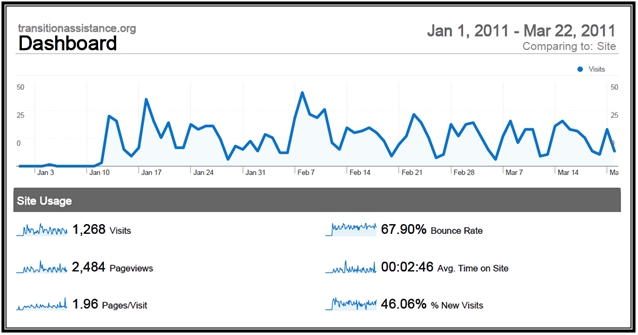 transitionassistance.org
Dashboard
Jan 1, 2011 - Mar 22, 2011
Comparing to: Site
Visits
50 50
25 25
0 0
Jan 3 Jan 10 Jan 17 Jan 24 Jan 31 Feb 7 Feb 14 Feb 21 Feb 28 Mar 7 Mar 14 Ma
Site Usage
1,268 Visits 67.90% Bounce Rate
2,484 Pageviews 00:02:46 Avg. Time on Site
1.96 Pages/Visit 46.06% % New Visits